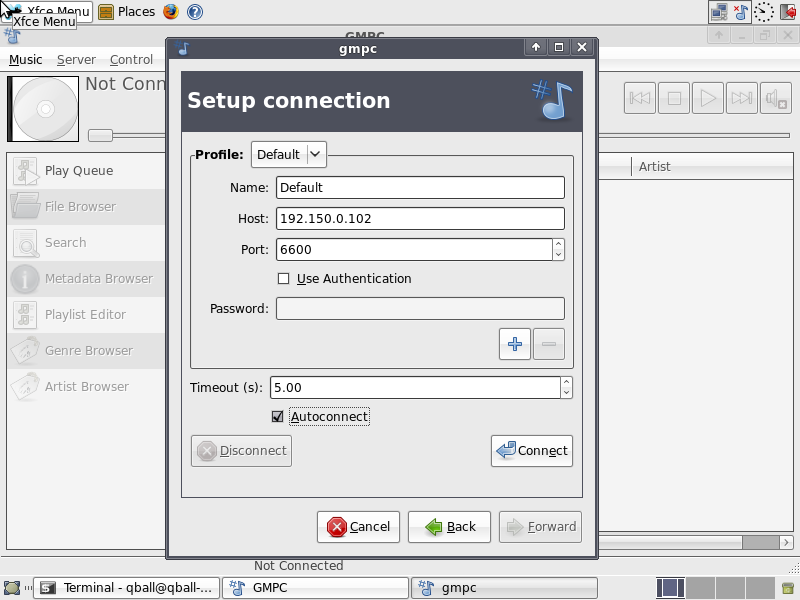 Xfce Menu
Places
Xfce Menu
GMPC
gmpc
Music Server Control
Not Conn
Setup connection
Profile: Default
Name: Default
Host: 192.150.0.102
Port: 6600
Use Authentication
Password:
Timeout (s): 5.00
Autoconnect
Disconnect
Connect
Cancel
Back
Forward
Play Queue
File Browser
Search
Metadata Browser
Playlist Editor
Genre Browser
Artist Browser
Artist
Not Connected
Terminal - qball@qball-...
GMPC
gmpc